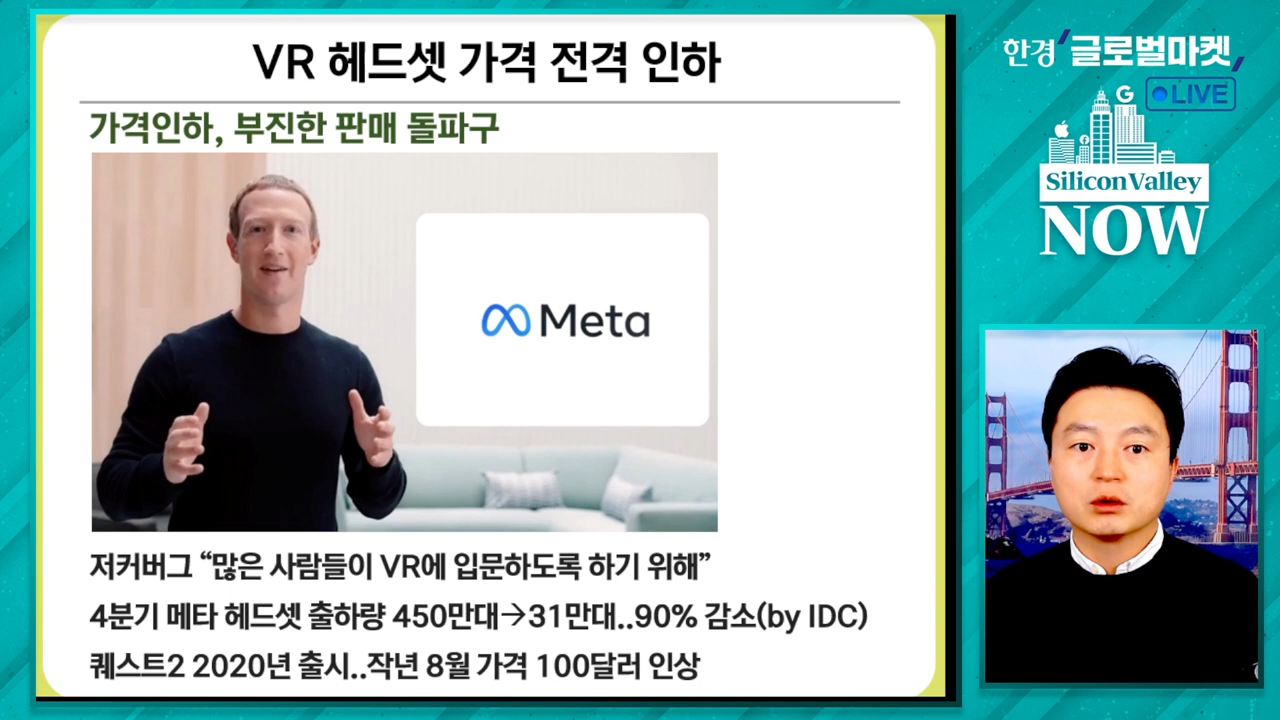 VR 헤드셋 가격 전격 인하
가격인하, 부진한 판매 돌파구
Meta
저커버그 “많은 사람들이 VR에 입문하도록 하기 위해”
4분기 메타 헤드셋 출하량 450만대→31만대..90% 감소(by IDC)
퀘스트2 2020년 출시..작년 8월 가격 100달러 인상
한경 '글로벌마켓,
G LIVE
Silicon Valley
NOW